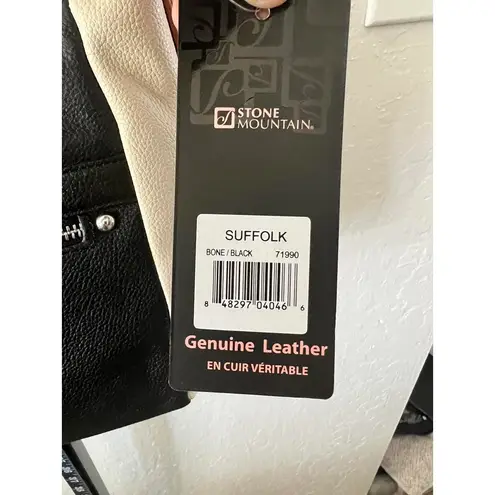 STONE
MOUNTAIN®
SUFFOLK
BONE / BLACK 71990
8 48297 04046 6
Genuine Leather
EN CUIR VÉRITABLE